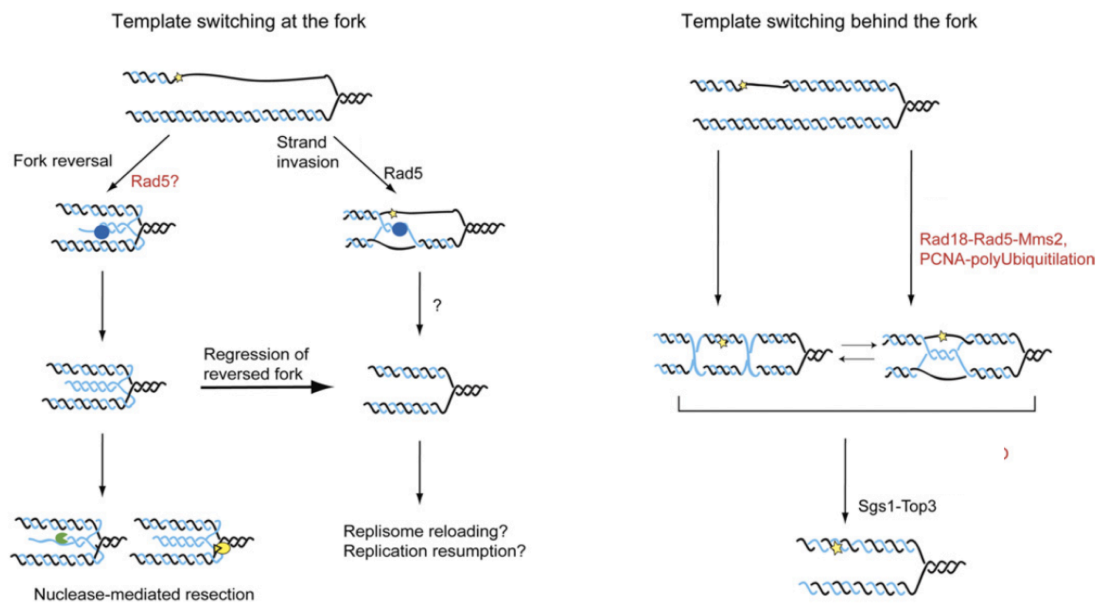 Template switching at the fork
Fork reversal
Rad5?
Strand
invasion
Rad5
?
Regression of
reversed fork
Replisome reloading?
Replication resumption?
Nuclease-mediated resection
Template switching behind the fork
Rad18-Rad5-Mms2,
PCNA-polyUbiquitilation
Sgs1-Top3